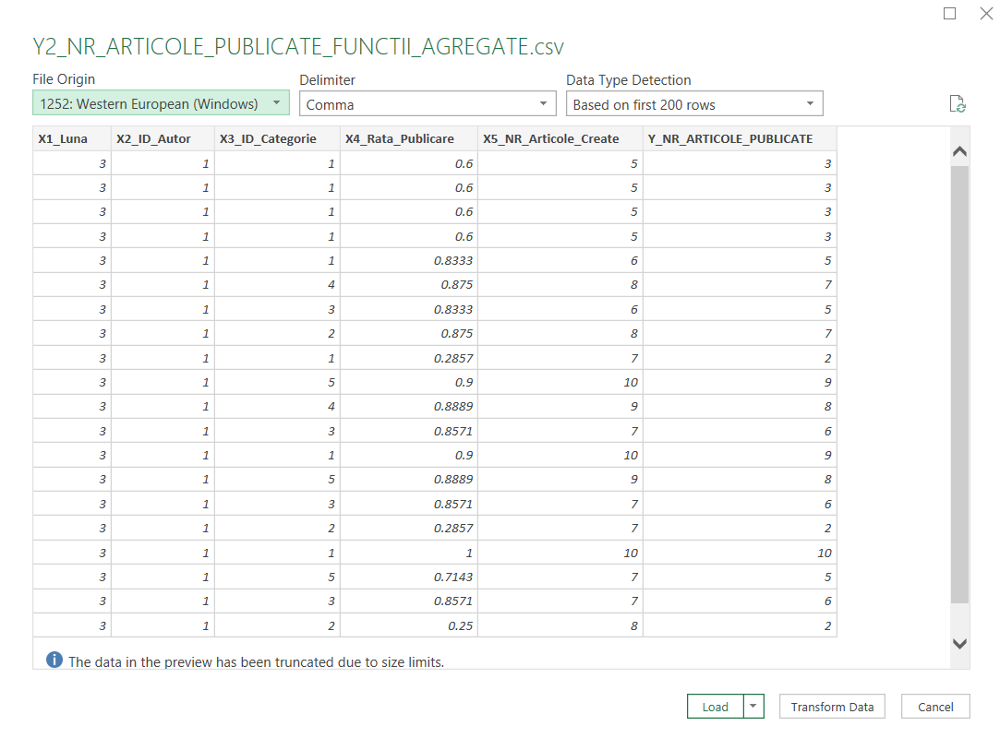 Y2_NR_ARTICOLE_PUBLICATE_FUNCTII_AGREGATE.csv
File Origin Delimiter Data Type Detection
1252: Western European (Windows) Comma Based on first 200 rows
X1_Luna X2_ID_Autor X3_ID_Categorie X4_Rata_Publicare X5_NR_Articole_Create Y_NR_ARTICOLE_PUBLICATE
3 1 1 0.6 5 3
3 1 1 0.6 5 3
3 1 1 0.6 5 3
3 1 1 0.6 5 3
3 1 1 0.8333 6 5
3 1 4 0.875 8 7
3 1 3 0.8333 6 5
3 1 2 0.875 8 7
3 1 1 0.2857 7 2
3 1 5 0.9 10 9
3 1 4 0.8889 9 8
3 1 3 0.8571 7 6
3 1 1 0.9 10 9
3 1 5 0.8889 9 8
3 1 3 0.8571 7 6
3 1 2 0.2857 7 2
3 1 1 1 10 10
3 1 5 0.7143 7 5
3 1 3 0.8571 7 6
3 1 2 0.25 8 2
The data in the preview has been truncated due to size limits.
Load Transform Data Cancel